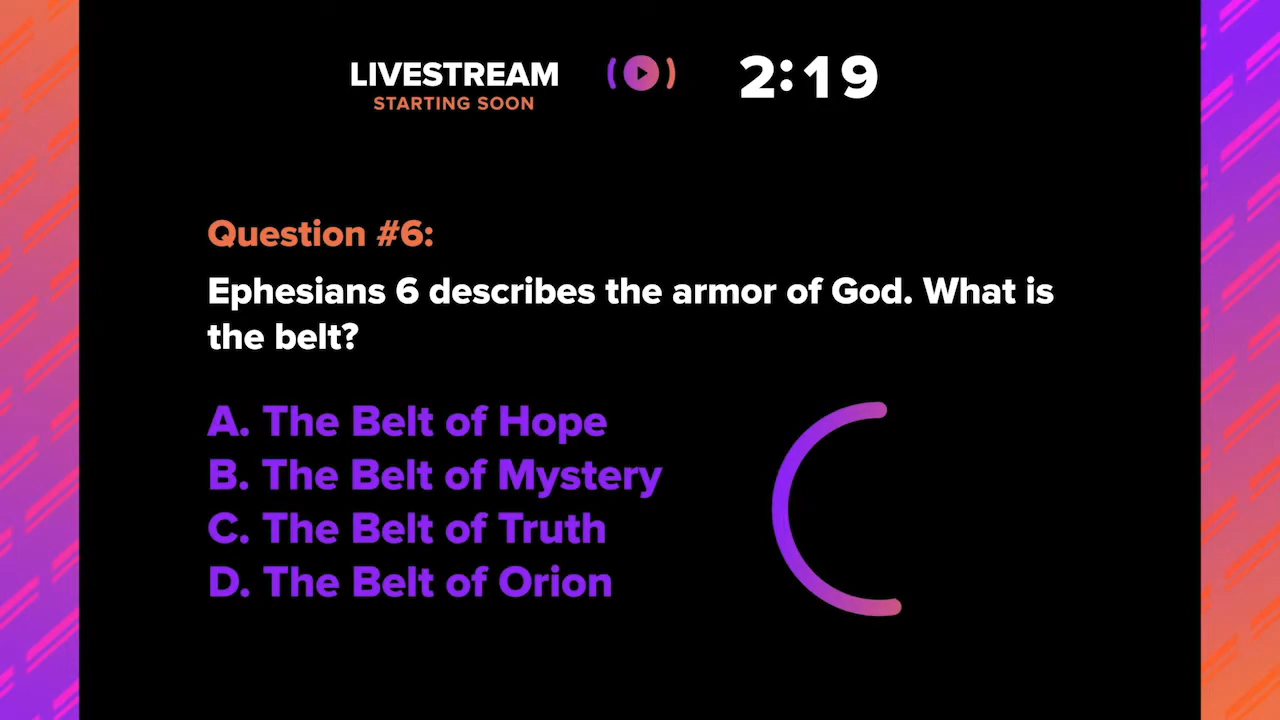 LIVESTREAM
STARTING SOON
2:19
Question #6:
Ephesians 6 describes the armor of God. What is
the belt?
A. The Belt of Hope
B. The Belt of Mystery
C. The Belt of Truth
D. The Belt of Orion